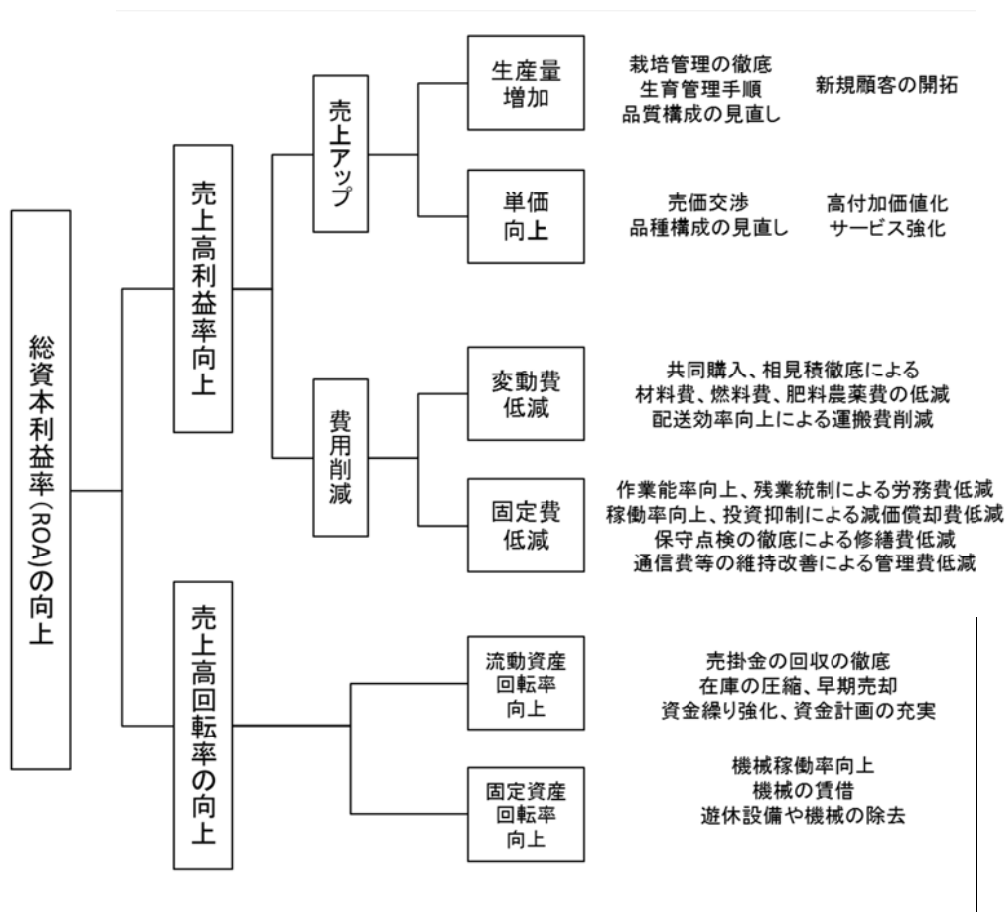 総資本利益率(ROA)の向上
売上高利益率向上
売上アップ
生産量
増加
栽培管理の徹底
生育管理手順
品質構成の見直し
新規顧客の開拓
単価
向上
売価交渉
品種構成の見直し
高付加価値化
サービス強化
費用削減
変動費
低減
共同購入、相見積徹底による
材料費、燃料費、肥料農薬費の低減
配送効率向上による運搬費削減
固定費
低減
作業能率向上、残業統制による労務費低減
稼働率向上、投資抑制による減価償却費低減
保守点検の徹底による修繕費低減
通信費等の維持改善による管理費低減
売上高回転率の向上
流動資産
回転率
向上
売掛金の回収の徹底
在庫の圧縮、早期売却
資金繰り強化、資金計画の充実
固定資産
回転率
向上
機械稼働率向上
機械の賃借
遊休設備や機械の除去